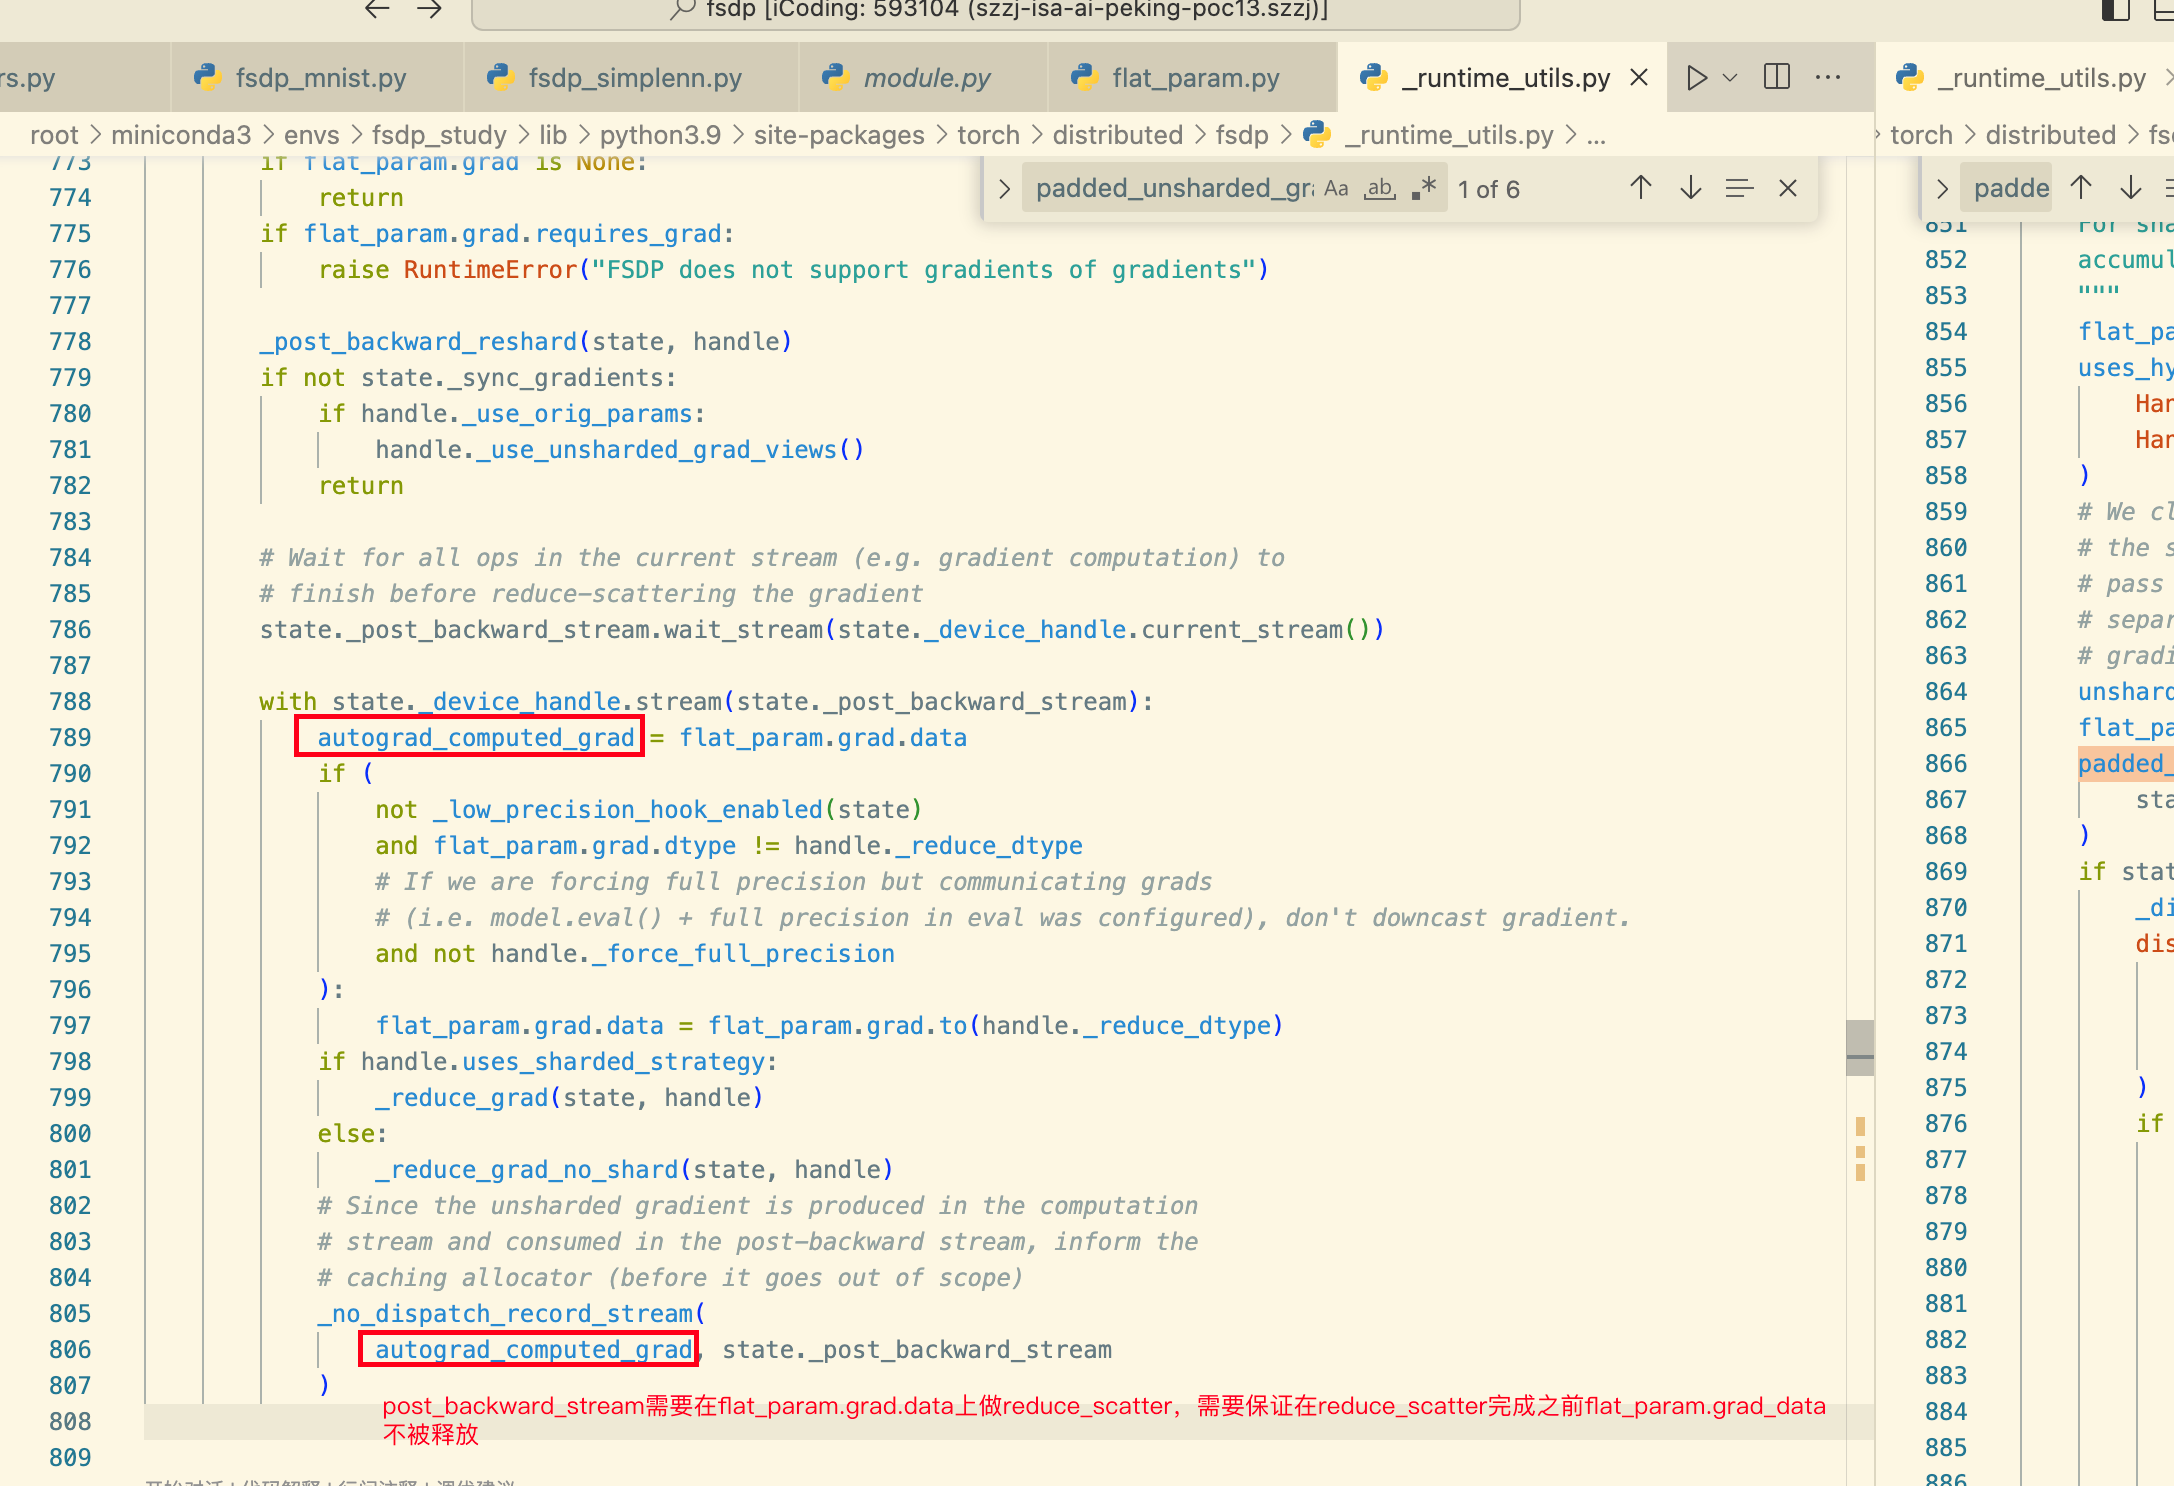 fsdp [iCoding: 593104 (szzj-isa-ai-peking-poc13.szzj)]
rs.py fsdp_mnist.py fsdp_simplenn.py module.py flat_param.py _runtime_utils.py _runtime_utils.py
root > miniconda3 > envs > fsdp_study > lib > python3.9 > site-packages > torch > distributed > fsdp > _runtime_utils.py > ...
> torch > distributed >
padded_unsharded_gr Aa ab .* 1 of 6
padde
773 if flat_param.grad is None:
774 return
775 if flat_param.grad.requires_grad:
776 raise RuntimeError("FSDP does not support gradients of gradients")
777
778 _post_backward_reshard(state, handle)
779 if not state._sync_gradients:
780 if handle._use_orig_params:
781 handle._use_unsharded_grad_views()
782 return
783
784 # Wait for all ops in the current stream (e.g. gradient computation) to
785 # finish before reduce-scattering the gradient
786 state._post_backward_stream.wait_stream(state._device_handle.current_stream())
787
788 with state._device_handle.stream(state._post_backward_stream):
789 autograd_computed_grad = flat_param.grad.data
790 if (
791 not _low_precision_hook_enabled(state)
792 and flat_param.grad.dtype != handle._reduce_dtype
793 # If we are forcing full precision but communicating grads
794 # (i.e. model.eval() + full precision in eval was configured), don't downcast gradient.
795 and not handle._force_full_precision
796 ):
797 flat_param.grad.data = flat_param.grad.to(handle._reduce_dtype)
798 if handle.uses_sharded_strategy:
799 _reduce_grad(state, handle)
800 else:
801 _reduce_grad_no_shard(state, handle)
802 # Since the unsharded gradient is produced in the computation
803 # stream and consumed in the post-backward stream, inform the
804 # caching allocator (before it goes out of scope)
805 _no_dispatch_record_stream(
806 autograd_computed_grad, state._post_backward_stream
807 )
post_backward_stream需要在flat_param.grad.data上做reduce_scatter，需要保证在reduce_scatter完成之前flat_param.grad_data
808
不被释放
809
851 For sha
852 accumul
853 """
854 flat_pa
855 uses_hy
856 Han
857 Han
858 )
859 # We cl
860 # the s
861 # pass
862 # separ
863 # gradi
864 unshard
865 flat_pa
866 padded_
867 sta
868 )
869 if stat
870 _di
871 dis
872
873
874
875 )
876 if
877
878
879
880
881
882
883
884
885
886